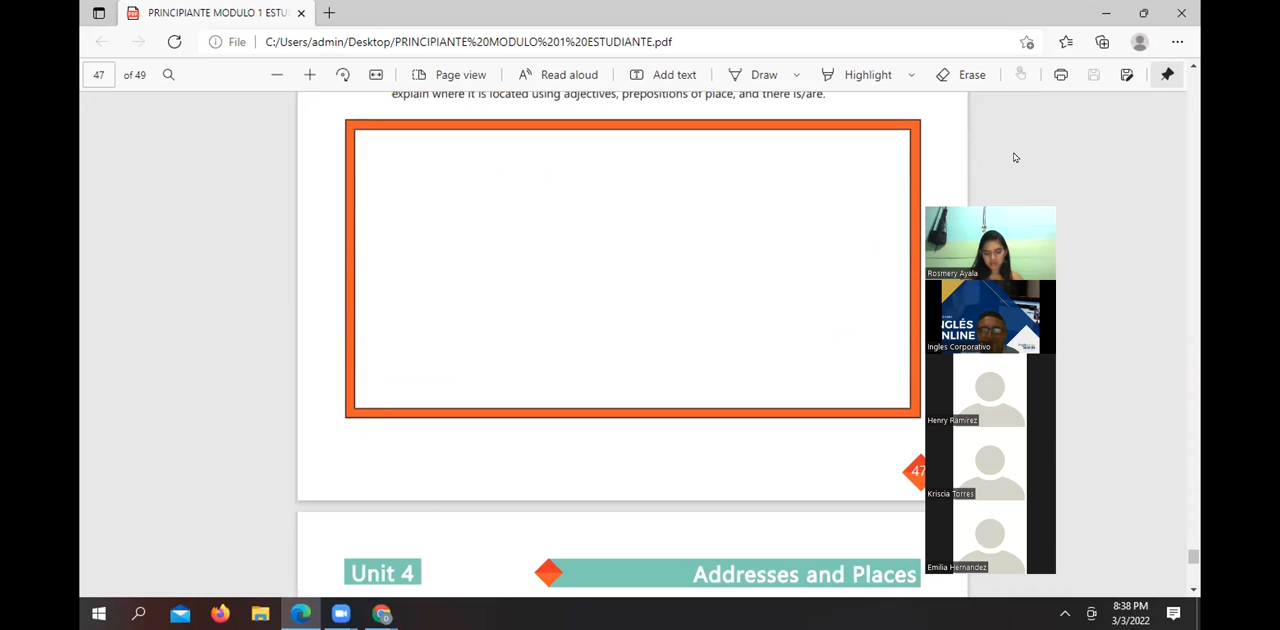 PRINCIPIANTE MODULO 1 ESTU
File
C:/Users/admin/Desktop/PRINCIPIANTE%20MODULO%201%20ESTUDIANTE.pdf
47 of 49
Page view
Read aloud
Add text
Draw
Highlight
Erase
explain where it is located using adjectives, prepositions of place, and there is/are.
Rosmery Ayala
INGLÉS
ONLINE
Ingles Corporativo
Henry Ramirez
47
Kriscia Torres
Emilia Hernandez
Unit 4
Addresses and Places
8:38 PM
3/3/2022